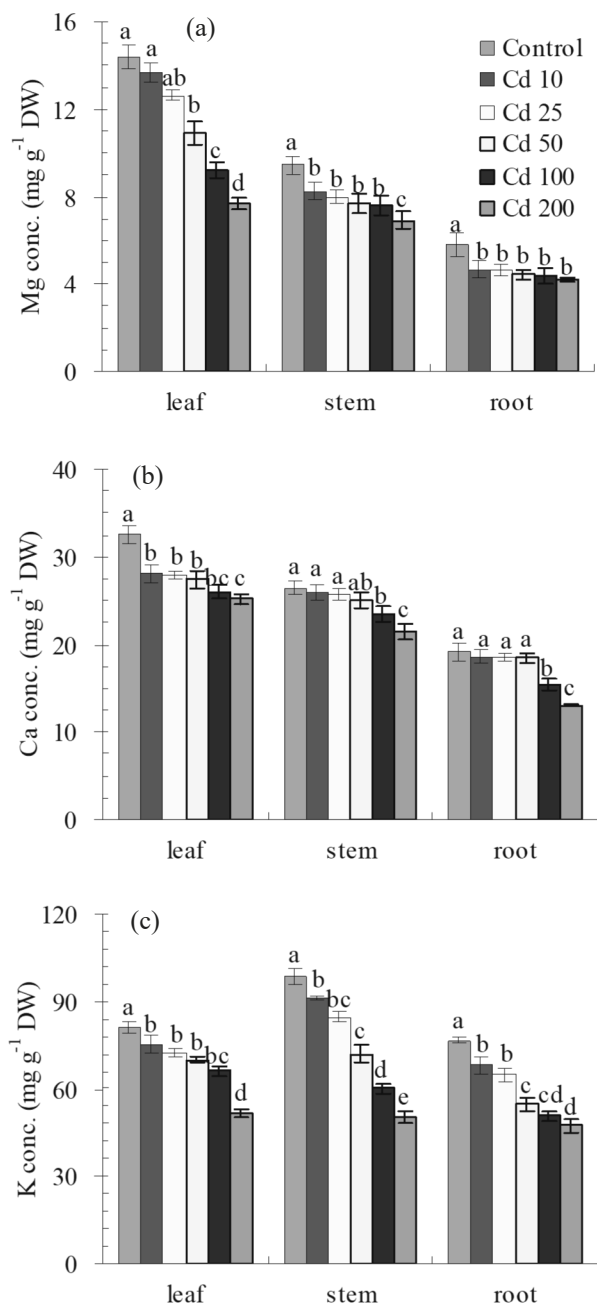 (a)
16
12
8
4
0
Mg conc. (mg g⁻¹ DW)
Control
Cd 10
Cd 25
Cd 50
Cd 100
Cd 200
a a ab b c d
a b b b b c
a b b b b b
leaf stem root
(b)
40
30
20
10
0
Ca conc. (mg g⁻¹ DW)
a b b b bc c
a a a ab b c
a a a a b c
leaf stem root
(c)
120
90
60
30
0
K conc. (mg g⁻¹ DW)
a b b b bc d
a b bc c d e
a b b c cd d
leaf stem root